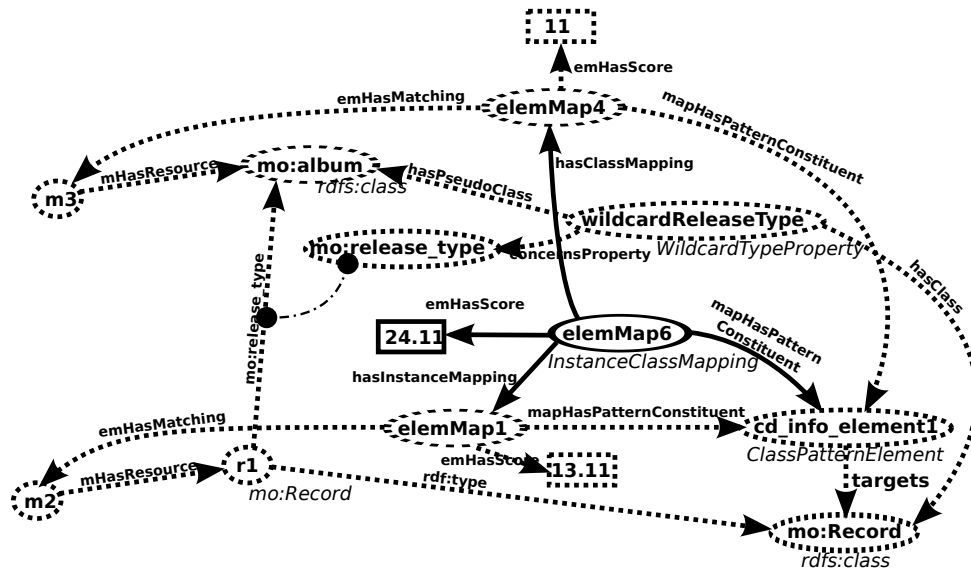 11
emHasScore
emHasMatching
elemMap4
mapHasPatternConstituent
mHasResource
mo:album
rdfs:class
hasClassMapping
hasPseudoClass
m3
wildcardReleaseType
WildcardTypeProperty
mo:release_type
concernsProperty
hasClass
mo:release_type
emHasScore
24.11
elemMap6
InstanceClassMapping
mapHasPattern
Constituent
hasInstanceMapping
emHasMatching
elemMap1
mapHasPatternConstituent
cd_info_element1
ClassPatternElement
emHasScore
13.11
targets
mHasResource
r1
mo:Record
rdf:type
m2
mo:Record
rdfs:class